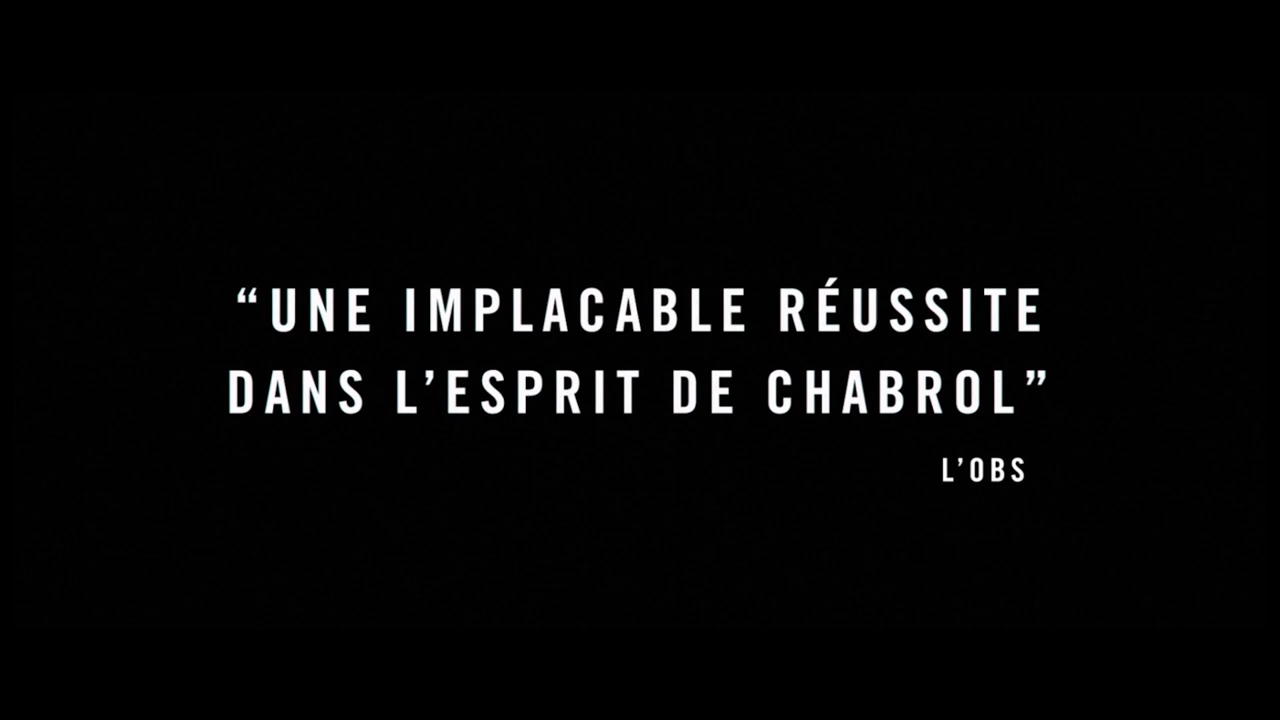 “UNE IMPLACABLE RÉUSSITE
DANS L’ESPRIT DE CHABROL”
L’OBS